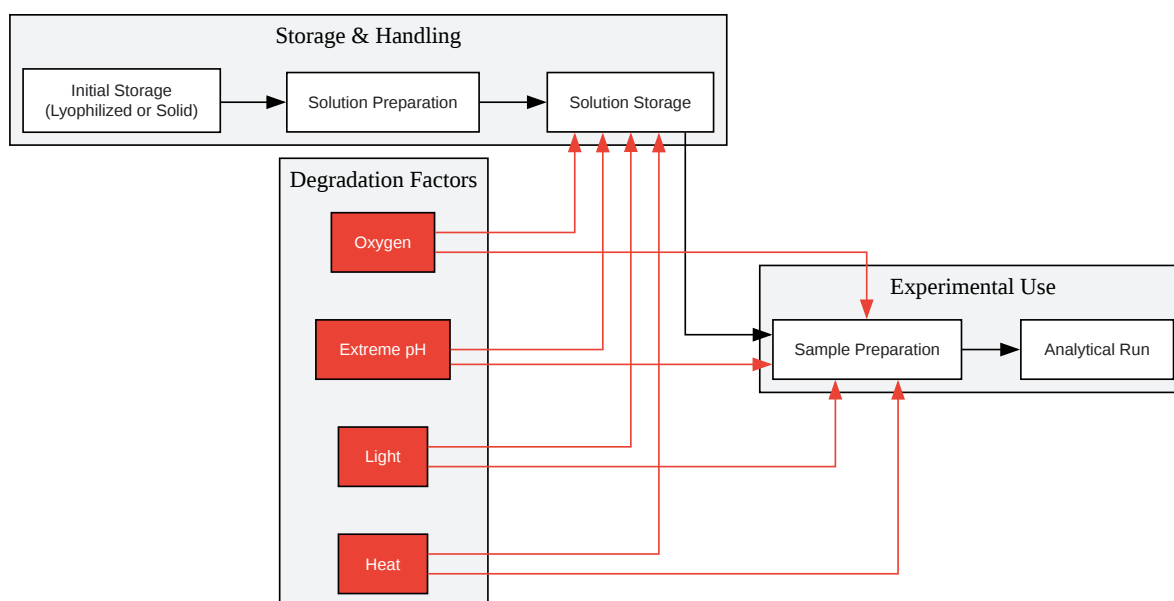 Storage & Handling
Initial Storage
(Lyophilized or Solid)
Solution Preparation
Solution Storage
Degradation Factors
Oxygen
Extreme pH
Light
Heat
Experimental Use
Sample Preparation
Analytical Run